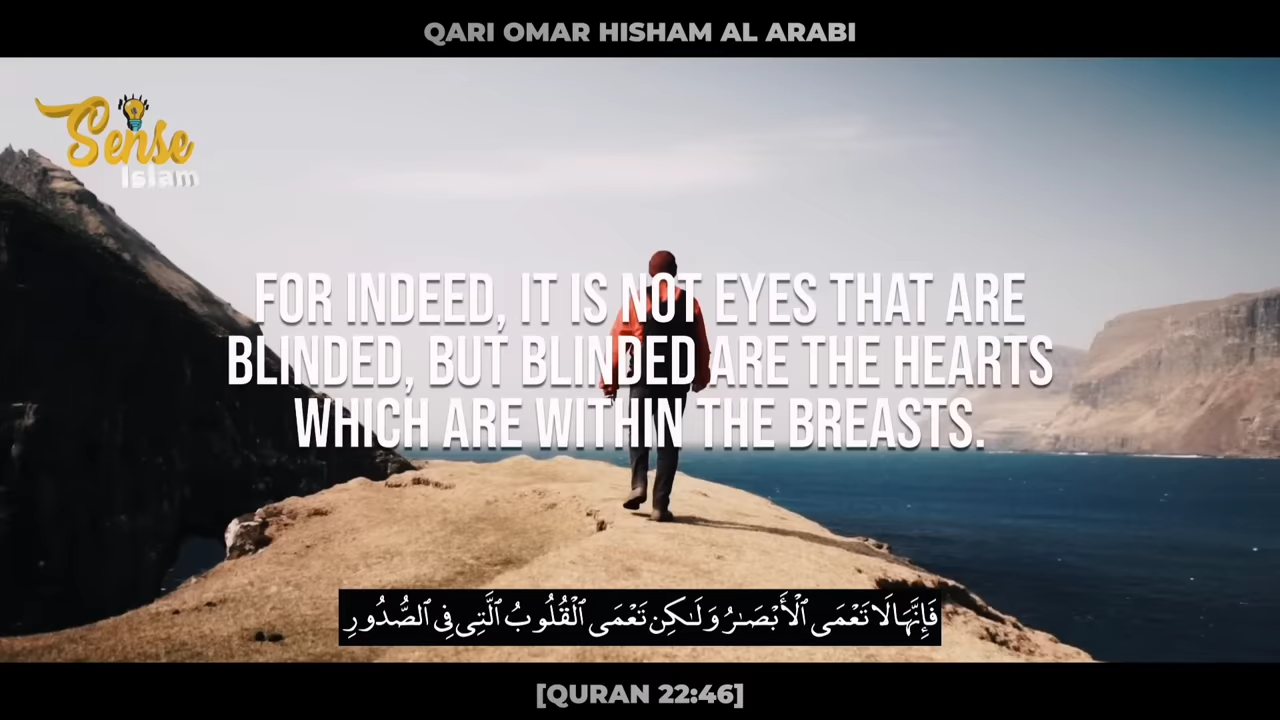 QARI OMAR HISHAM AL ARABI
Sense
Islam
FOR INDEED, IT IS NOT EYES THAT ARE
BLINDED, BUT BLINDED ARE THE HEARTS
WHICH ARE WITHIN THE BREASTS.
فَإِنَّهَا لَا تَعْمَى ٱلْأَبْصَـٰرُ وَلَـٰكِن تَعْمَى ٱلْقُلُوبُ ٱلَّتِى فِى ٱلصُّدُورِ
[QURAN 22:46]